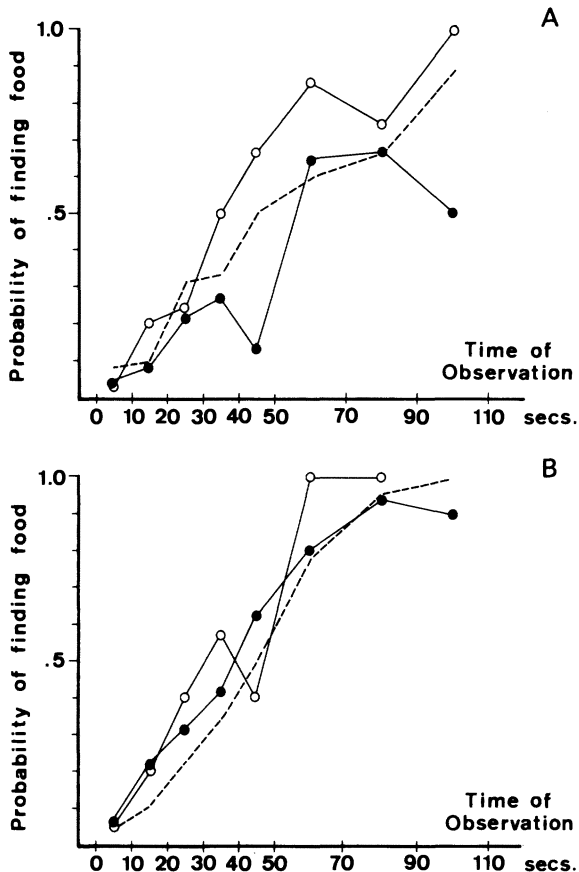 A
1.0
.5
Probability of finding food
Time of
Observation
0 10 20 30 40 50 70 90 110 secs.
B
1.0
.5
Probability of finding food
Time of
Observation
0 10 20 30 40 50 70 90 110 secs.